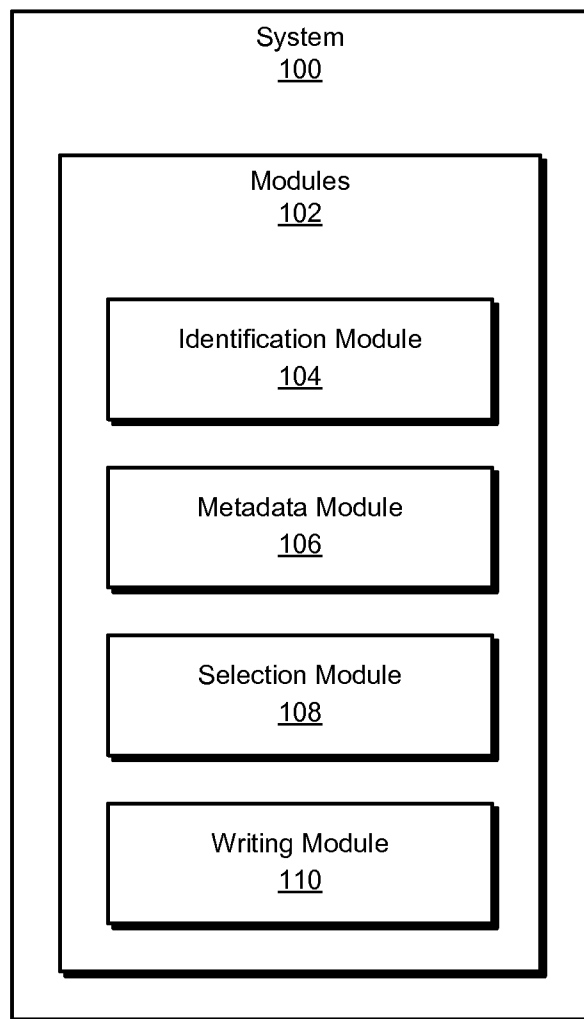 System
100
Modules
102
Identification Module
104
Metadata Module
106
Selection Module
108
Writing Module
110